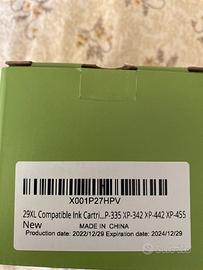 X001P27HPV
29XL Compatible Ink Cartri...P-335 XP-342 XP-442 XP-455
New
MADE IN CHINA
Production date: 2022/12/29 Expiration date: 2024/12/29
subito